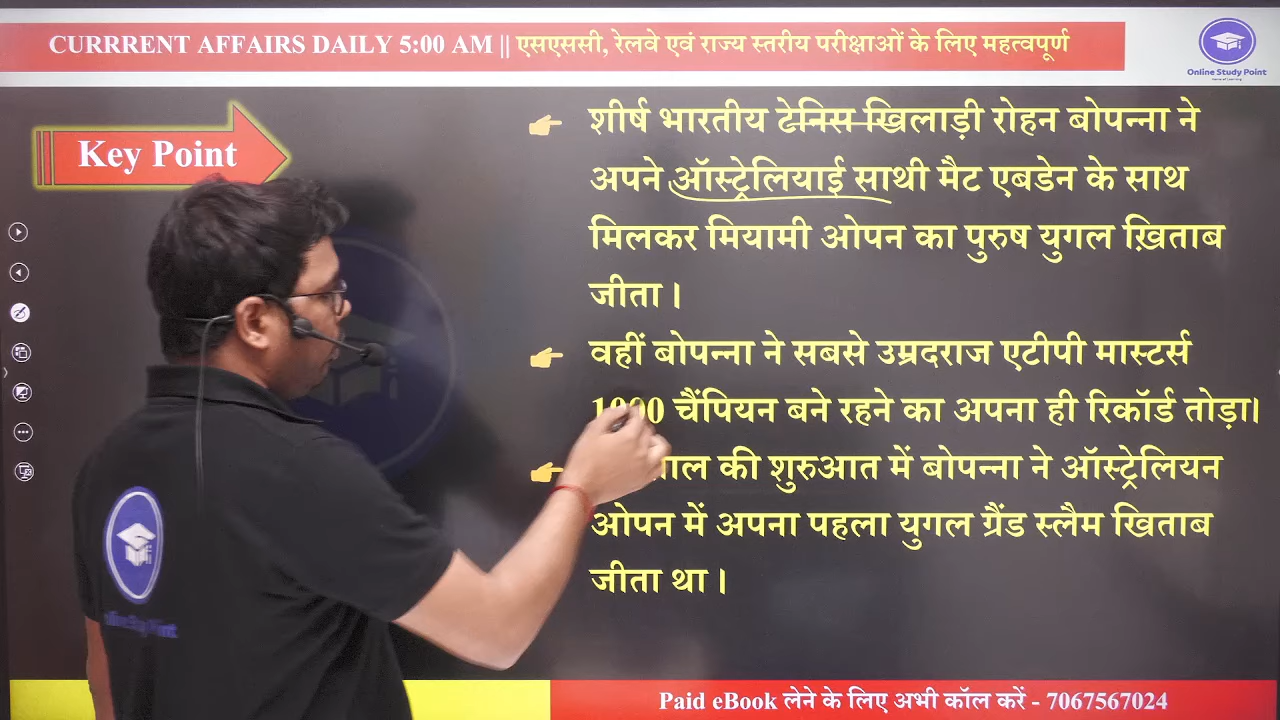 CURRRENT AFFAIRS DAILY 5:00 AM || एसएससी, रेलवे एवं राज्य स्तरीय परीक्षाओं के लिए महत्वपूर्ण
Online Study Point
Key Point
शीर्ष भारतीय टेनिस खिलाड़ी रोहन बोपन्ना ने
अपने ऑस्ट्रेलियाई साथी मैट एबडेन के साथ
मिलकर मियामी ओपन का पुरुष युगल ख़िताब
जीता।
वहीं बोपन्ना ने सबसे उम्रदराज एटीपी मास्टर्स
1000 चैंपियन बने रहने का अपना ही रिकॉर्ड तोड़ा।
की शुरुआत में बोपन्ना ने ऑस्ट्रेलियन
ओपन में अपना पहला युगल ग्रैंड स्लैम खिताब
जीता था।
Paid eBook लेने के लिए अभी कॉल करें - 7067567024